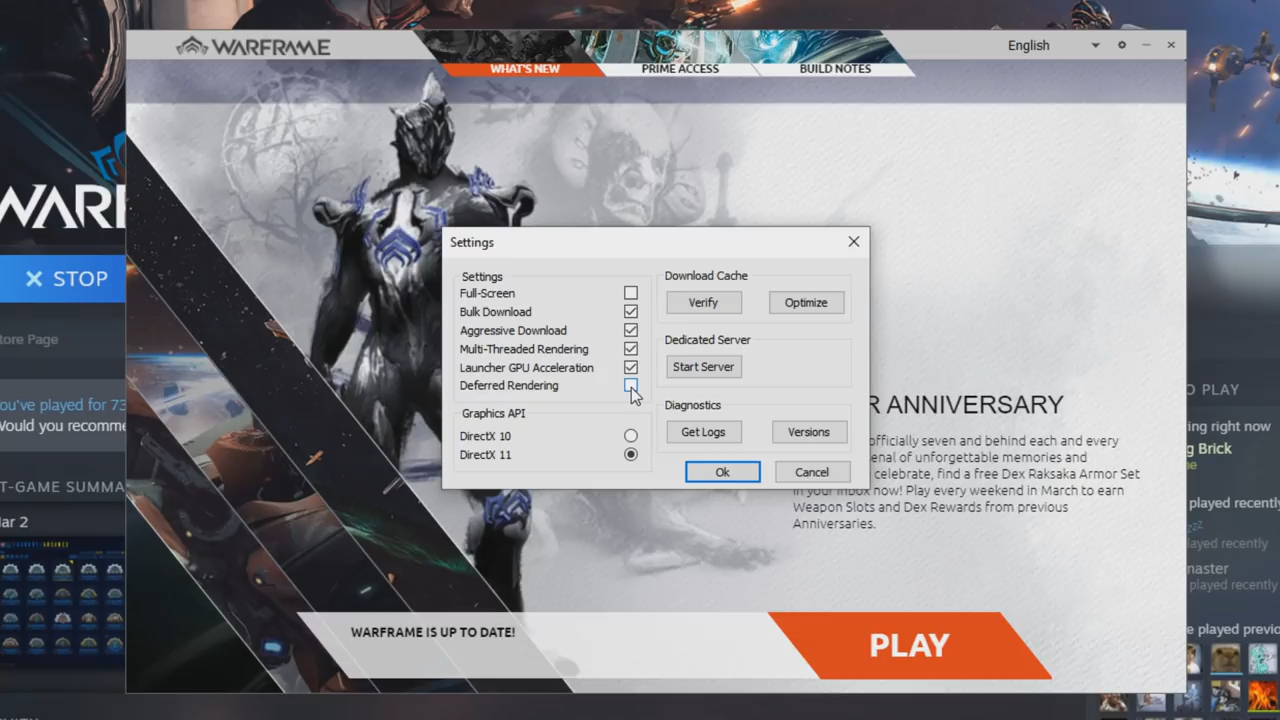 WARFRAME
English
WHAT'S NEW
PRIME ACCESS
BUILD NOTES
WARF
STOP
tore Page
ou've played for 73
Would you recomme
T-GAME SUMMA
ar 2
Settings
Settings
Full-Screen
Bulk Download
Aggressive Download
Multi-Threaded Rendering
Launcher GPU Acceleration
Deferred Rendering
Graphics API
DirectX 10
DirectX 11
Download Cache
Verify
Optimize
Dedicated Server
Start Server
Diagnostics
Get Logs
Versions
Ok
Cancel
R ANNIVERSARY
officially seven and behind each and every
enal of unforgettable memories and
celebrate, find a free Dex Raksaka Armor Set
in your inbox now! Play every weekend in March to earn
Weapon Slots and Dex Rewards from previous
Anniversaries.
WARFRAME IS UP TO DATE!
PLAY
O PLAY
ing right now
g Brick
played recently
layed recently
master
played recently
e played previo